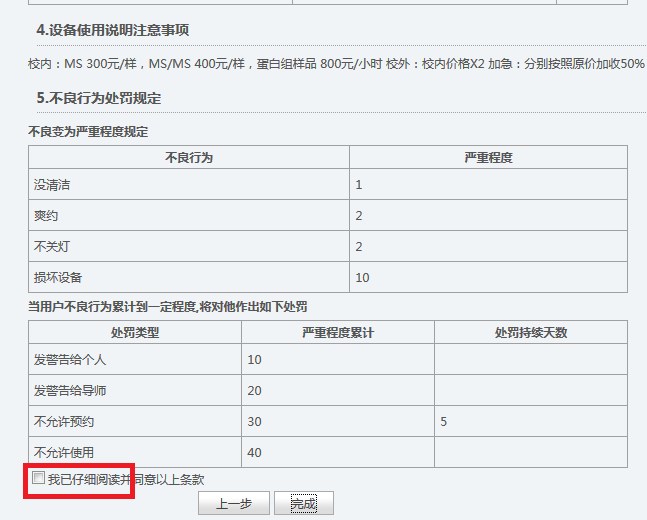 4.设备使用说明注意事项
校内：MS 300元/样，MS/MS 400元/样，蛋白组样品 800元/小时 校外：校内价格X2 加急：分别按照原价加收50%
5.不良行为处罚规定
不良变为严重程度规定
不良行为 严重程度
没清洁 1
爽约 2
不关灯 2
损坏设备 10
当用户不良行为累计到一定程度,将对他作出如下处罚
处罚类型 严重程度累计 处罚持续天数
发警告给个人 10
发警告给导师 20
不允许预约 30 5
不允许使用 40
我已仔细阅读并同意以上条款
上一步 完成